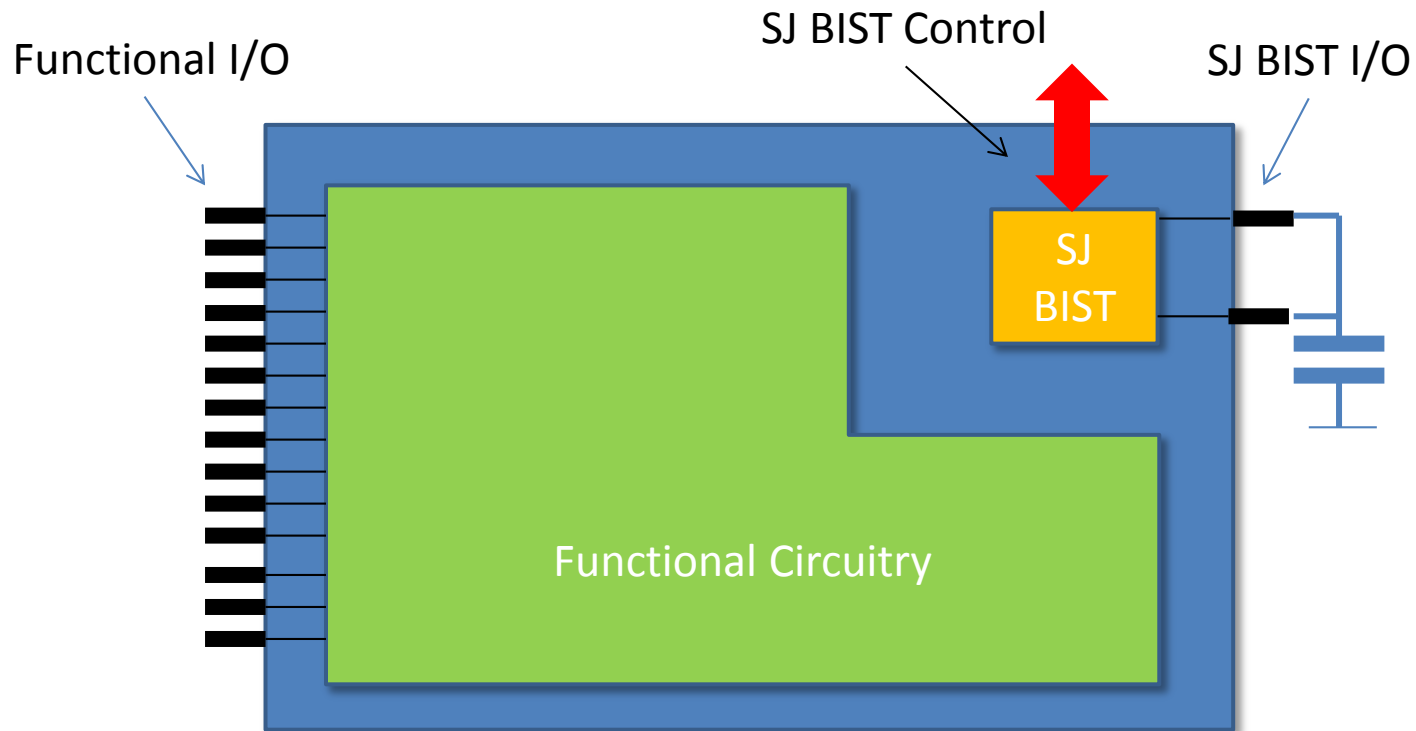 SJ BIST Control
Functional I/O
SJ BIST I/O
SJ
BIST
Functional Circuitry